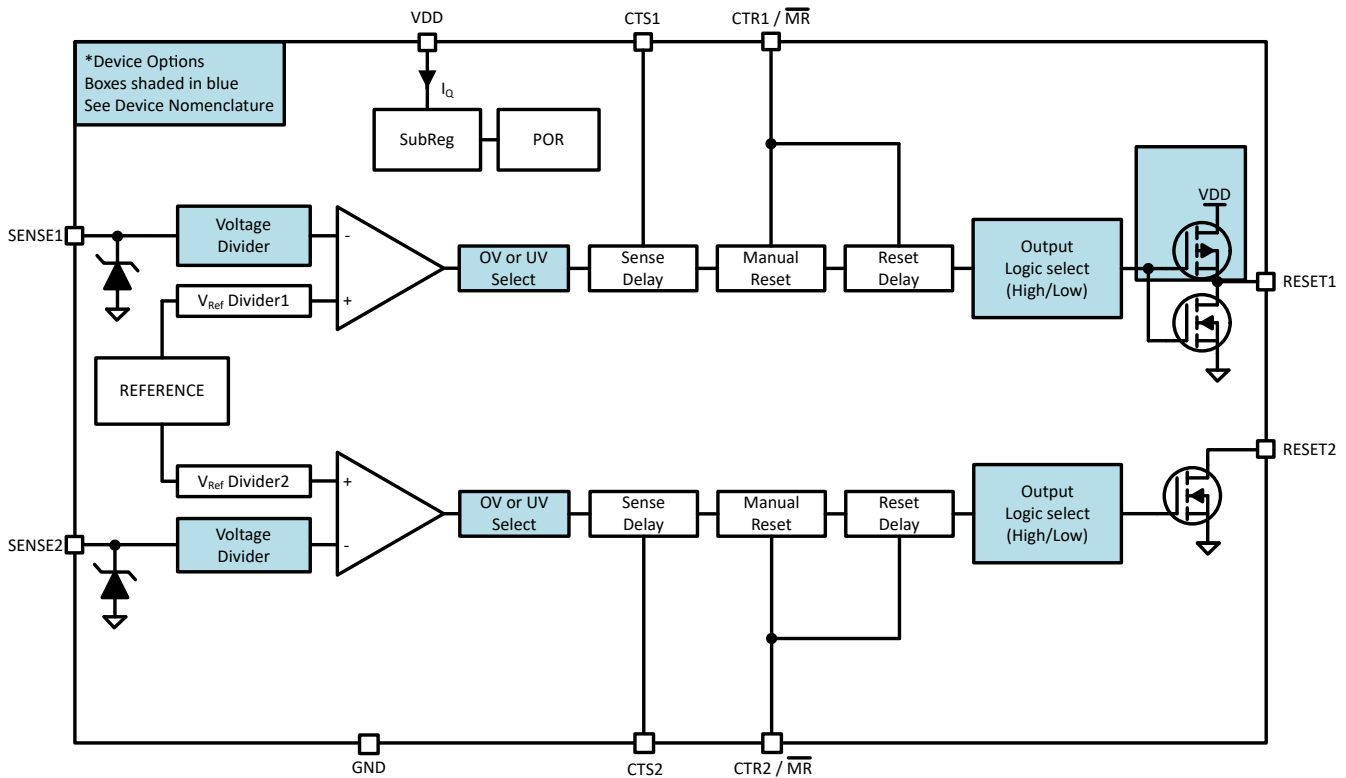 VDD
CTS1
CTR1 / MR
*Device Options
Boxes shaded in blue
See Device Nomenclature
IQ
SubReg
POR
SENSE1
Voltage
Divider
-
VRef Divider1
+
OV or UV
Select
Sense
Delay
Manual
Reset
Reset
Delay
Output
Logic select
(High/Low)
VDD
RESET1
REFERENCE
RESET2
VRef Divider2
+
SENSE2
Voltage
Divider
-
OV or UV
Select
Sense
Delay
Manual
Reset
Reset
Delay
Output
Logic select
(High/Low)
GND
CTS2
CTR2 / MR